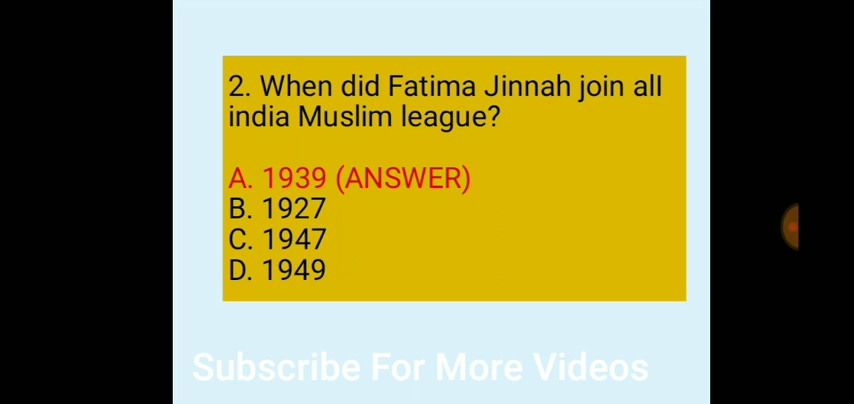 2. When did Fatima Jinnah join all
india Muslim league?
A. 1939 (ANSWER)
B. 1927
C. 1947
D. 1949
Subscribe For More Videos